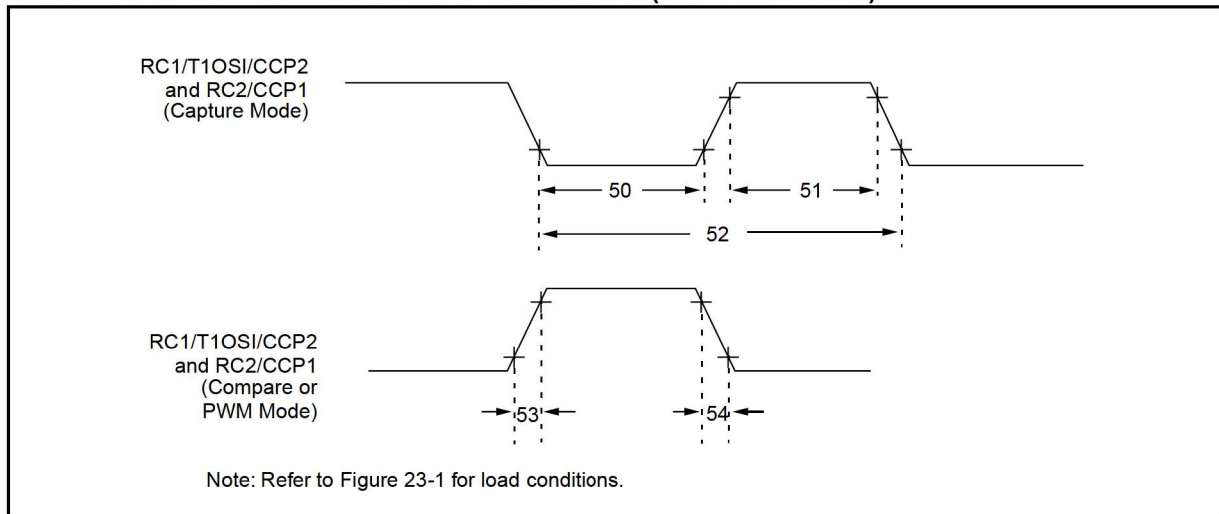 RC1/T1OSI/CCP2
and RC2/CCP1
(Capture Mode)
50
51
52
RC1/T1OSI/CCP2
and RC2/CCP1
(Compare or
PWM Mode)
53
54
Note: Refer to Figure 23-1 for load conditions.